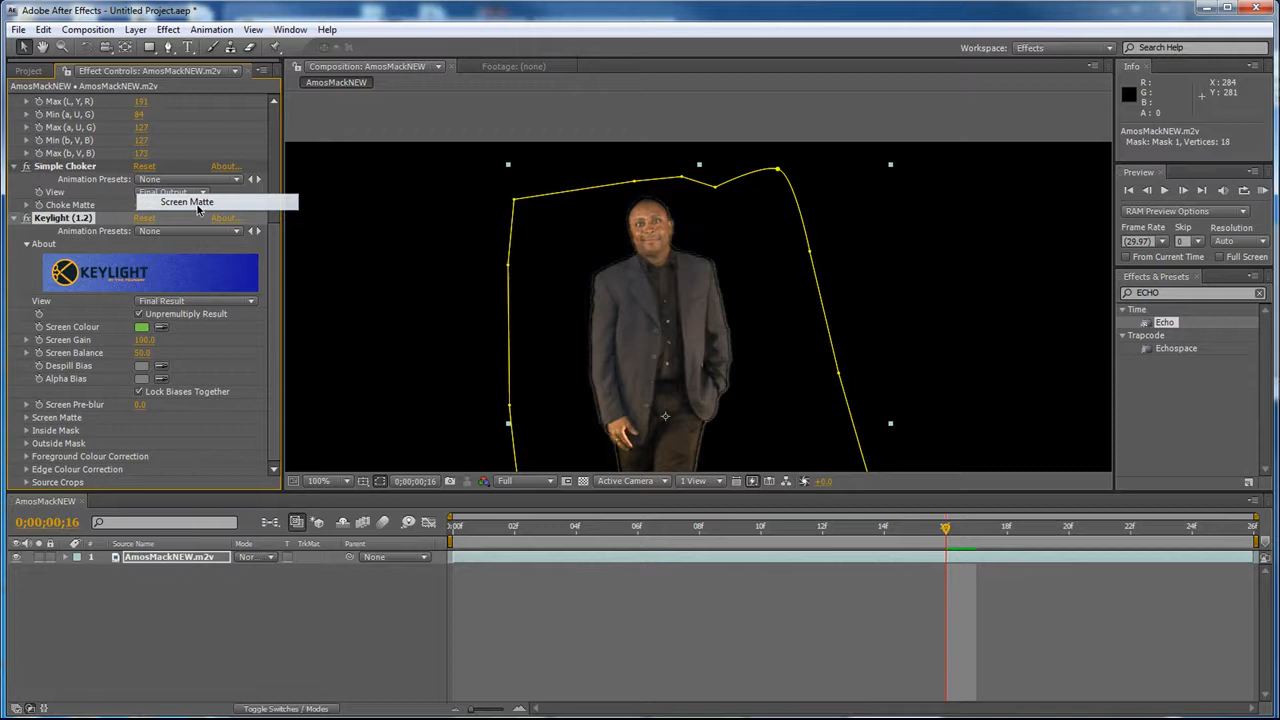 Adobe After Effects - Untitled Project.aep *
File Edit Composition Layer Effect Animation View Window Help
Workspace: Effects Search Help
Project Effect Controls: AmosMackNEW.m2v
AmosMackNEW • AmosMackNEW.m2v
Max (L, Y, R) 191
Min (a, U, G) 84
Max (a, U, G) 127
Min (b, V, B) 127
Max (b, V, B) 173
Simple Choker Reset About...
Animation Presets: None
View Final Output
Screen Matte
Choke Matte
Keylight (1.2) Reset About...
Animation Presets: None
About
KEYLIGHT
View Final Result
Unpremultiply Result
Screen Colour
Screen Gain 100.0
Screen Balance 50.0
Despill Bias
Alpha Bias
Lock Biases Together
Screen Pre-blur 0.0
Screen Matte
Inside Mask
Outside Mask
Foreground Colour Correction
Edge Colour Correction
Source Crops
Composition: AmosMackNEW Footage: (none)
AmosMackNEW
100% 0;00;00;16 Full Active Camera 1 View +0.0
Info
R: X: 284
G: Y: 281
B:
A: 0
AmosMackNEW.m2v
Mask: Mask 1, Vertices: 18
Preview
RAM Preview Options
Frame Rate Skip Resolution
(29.97) 0 Auto
From Current Time Full Screen
Effects & Presets
ECHO
Time
Echo
Trapcode
Echospace
AmosMackNEW
0;00;00;16
:00f 02f 04f 06f 08f 10f 12f 14f 16f 18f 20f 22f 24f 26f
# Source Name Mode T TrkMat Parent
1 AmosMackNEW.m2v Nor... None
Toggle Switches / Modes